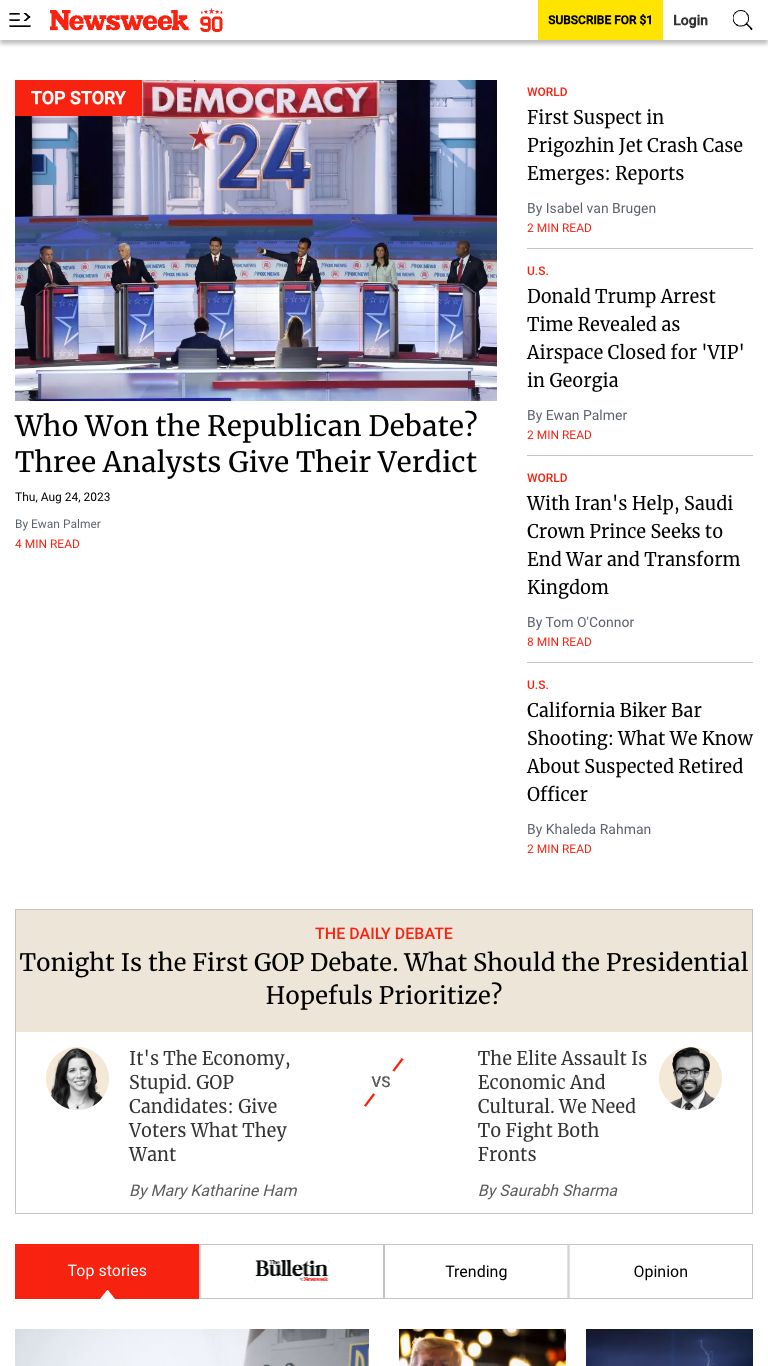 Newsweek 90
SUBSCRIBE FOR $1
Login
TOP STORY
DEMOCRACY
24
Who Won the Republican Debate?
Three Analysts Give Their Verdict
Thu, Aug 24, 2023
By Ewan Palmer
4 MIN READ
WORLD
First Suspect in
Prigozhin Jet Crash Case
Emerges: Reports
By Isabel van Brugen
2 MIN READ
U.S.
Donald Trump Arrest
Time Revealed as
Airspace Closed for 'VIP'
in Georgia
By Ewan Palmer
2 MIN READ
WORLD
With Iran's Help, Saudi
Crown Prince Seeks to
End War and Transform
Kingdom
By Tom O'Connor
8 MIN READ
U.S.
California Biker Bar
Shooting: What We Know
About Suspected Retired
Officer
By Khaleda Rahman
2 MIN READ
THE DAILY DEBATE
Tonight Is the First GOP Debate. What Should the Presidential
Hopefuls Prioritize?
It's The Economy,
Stupid. GOP
Candidates: Give
Voters What They
Want
By Mary Katharine Ham
VS
The Elite Assault Is
Economic And
Cultural. We Need
To Fight Both
Fronts
By Saurabh Sharma
Top stories
The Bulletin
Trending
Opinion